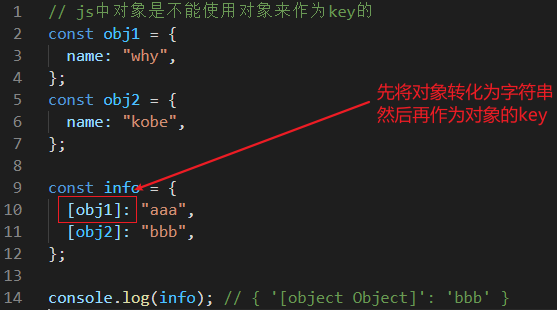 // js中对象是不能使用对象来作为key的
const obj1 = {
  name: "why",
};
const obj2 = {
  name: "kobe",
};
先将对象转化为字符串
然后再作为对象的key
const info = {
  [obj1]: "aaa",
  [obj2]: "bbb",
};
console.log(info); // { '[object Object]': 'bbb' }
1
2
3
4
5
6
7
8
9
10
11
12
13
14